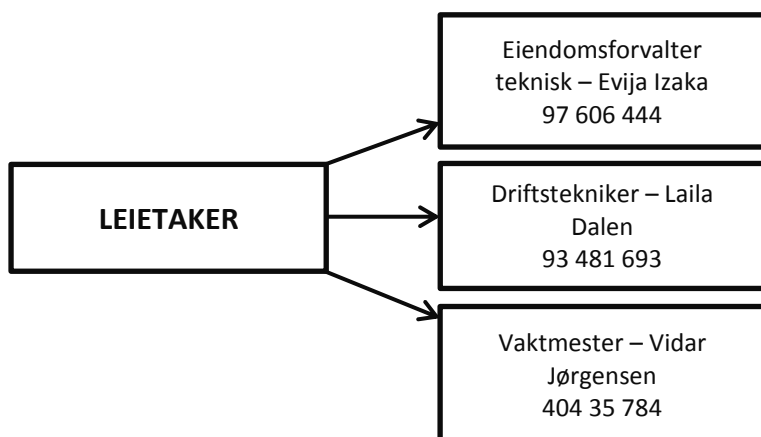 Eiendomsforvalter
teknisk – Evija Izaka
97 606 444
LEIETAKER
Driftstekniker – Laila
Dalen
93 481 693
Vaktmester – Vidar
Jørgensen
404 35 784